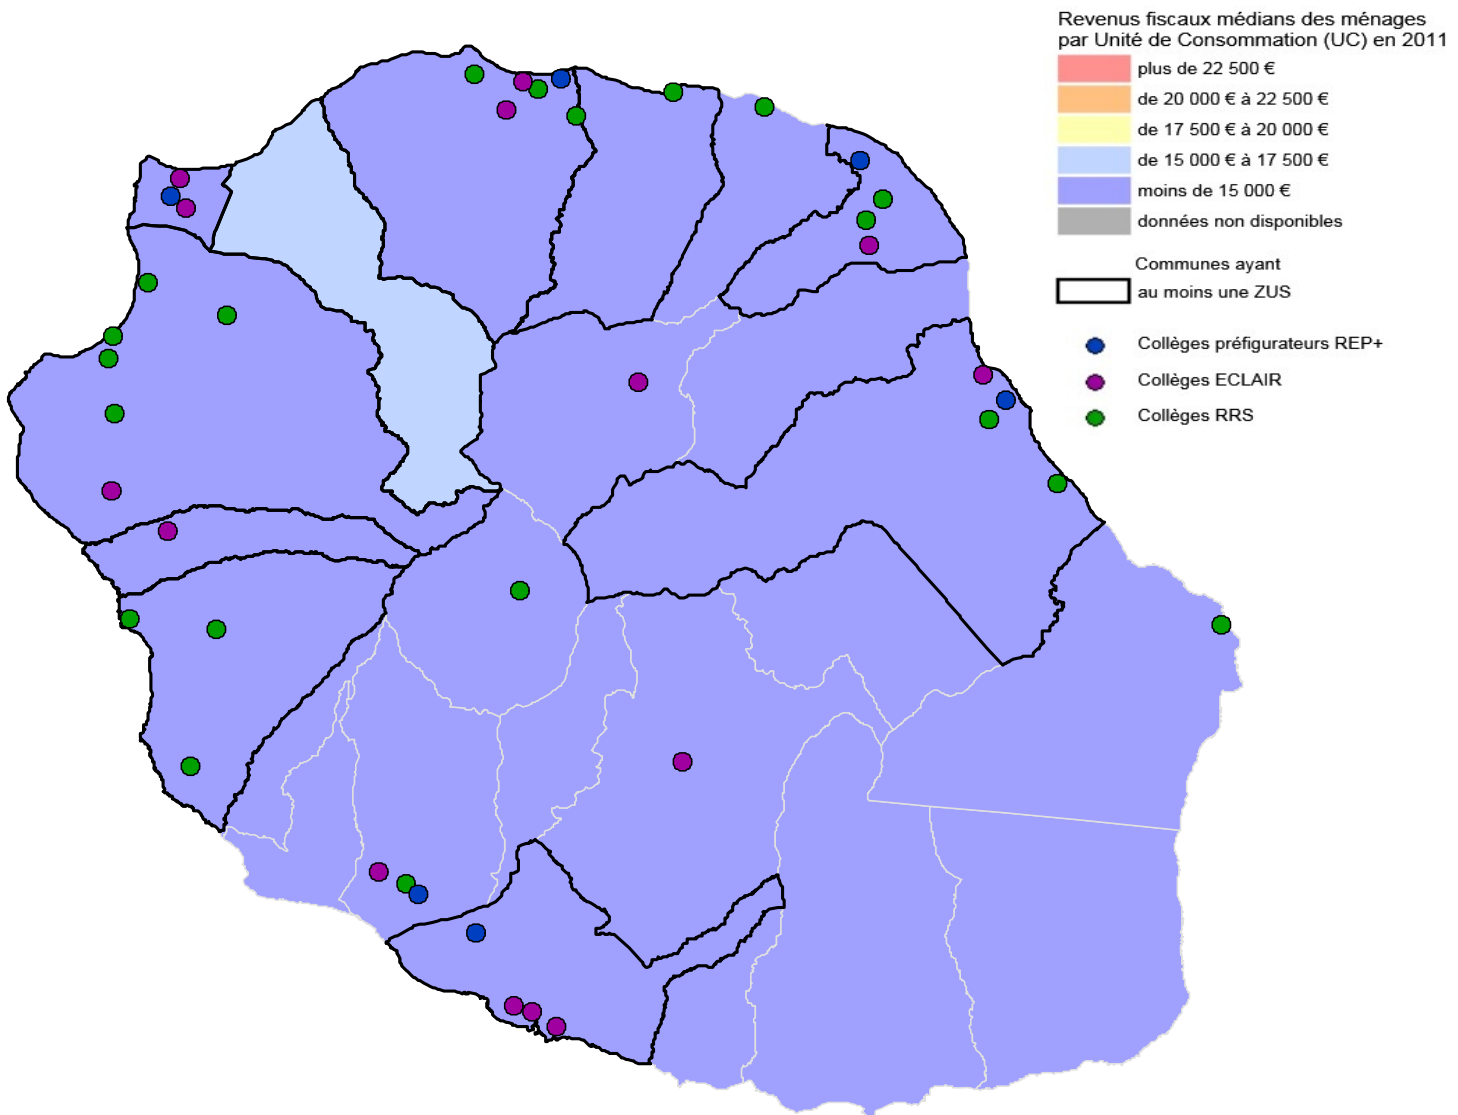 Revenus fiscaux médians des ménages
par Unité de Consommation (UC) en 2011
plus de 22 500 €
de 20 000 € à 22 500 €
de 17 500 € à 20 000 €
de 15 000 € à 17 500 €
moins de 15 000 €
données non disponibles
Communes ayant
au moins une ZUS
Collèges préfigurateurs REP+
Collèges ECLAIR
Collèges RRS